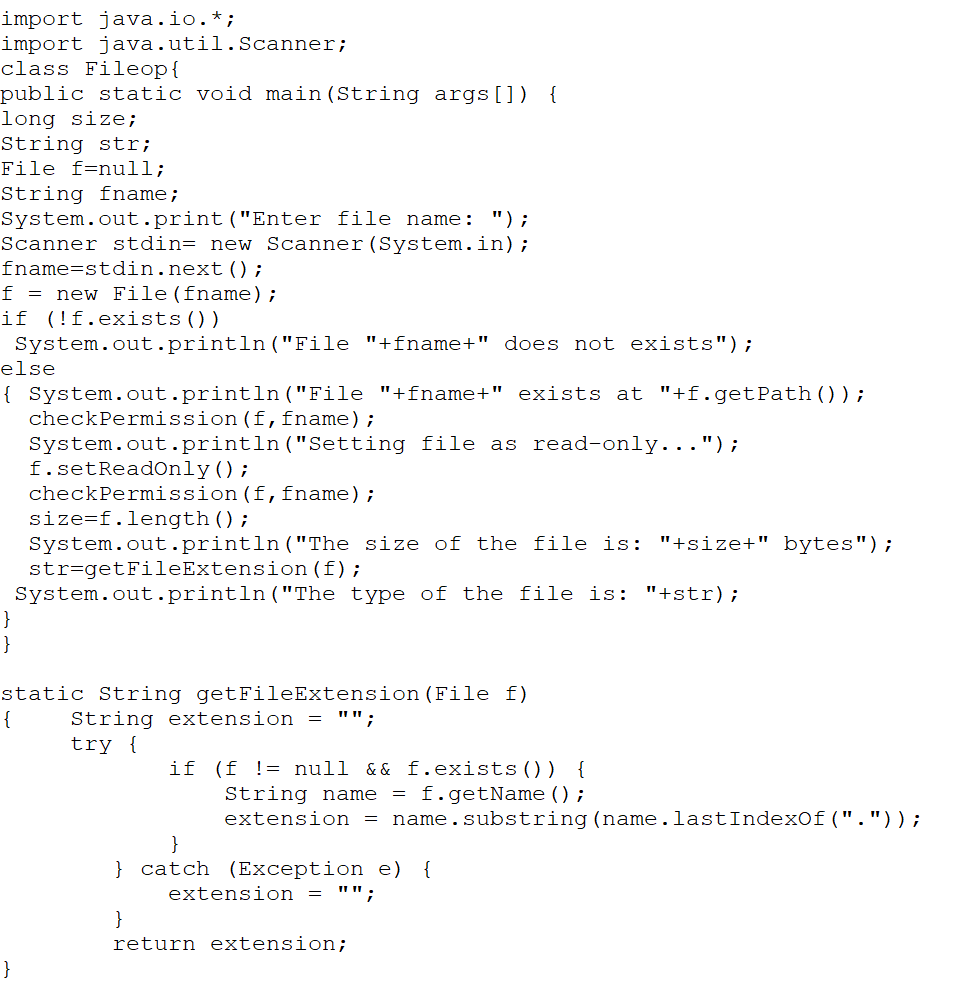 import java.io.*;
import java.util.Scanner;
class Fileop{
public static void main(String args[]) {
long size;
String str;
File f=null;
String fname;
System.out.print("Enter file name: ");
Scanner stdin= new Scanner(System.in);
fname=stdin.next();
f = new File(fname);
if (!f.exists())
 System.out.println("File "+fname+" does not exists");
else
{ System.out.println("File "+fname+" exists at "+f.getPath());
  checkPermission(f,fname);
  System.out.println("Setting file as read-only...");
  f.setReadOnly();
  checkPermission(f,fname);
  size=f.length();
  System.out.println("The size of the file is: "+size+" bytes");
  str=getFileExtension(f);
 System.out.println("The type of the file is: "+str);
}
}

static String getFileExtension(File f)
{    String extension = "";
     try {
            if (f != null && f.exists()) {
                String name = f.getName();
                extension = name.substring(name.lastIndexOf("."));
            }
        } catch (Exception e) {
            extension = "";
        }
        return extension;
}